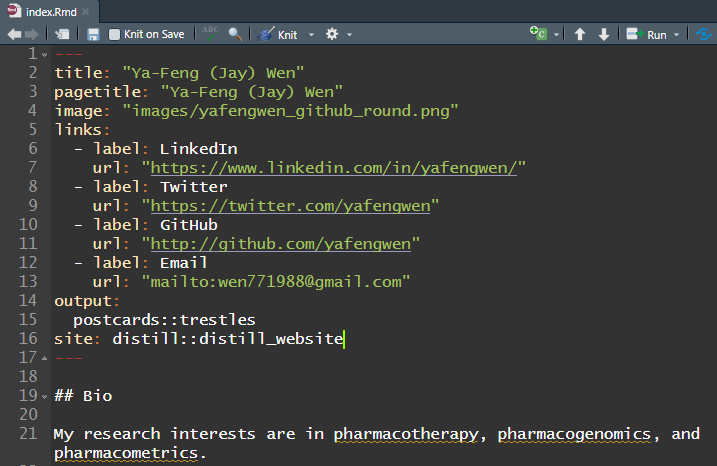 index.Rmd
Knit on Save
ABC
Knit
Run
1 ---
2 title: "Ya-Feng (Jay) Wen"
3 pagetitle: "Ya-Feng (Jay) Wen"
4 image: "images/yafengwen_github_round.png"
5 links:
6   - label: LinkedIn
7     url: "https://www.linkedin.com/in/yafengwen/"
8   - label: Twitter
9     url: "https://twitter.com/yafengwen"
10   - label: GitHub
11     url: "http://github.com/yafengwen"
12   - label: Email
13     url: "mailto:wen771988@gmail.com"
14 output:
15   postcards::trestles
16 site: distill::distill_website
17 ---
18
19 ## Bio
20
21 My research interests are in pharmacotherapy, pharmacogenomics, and
pharmacometrics.